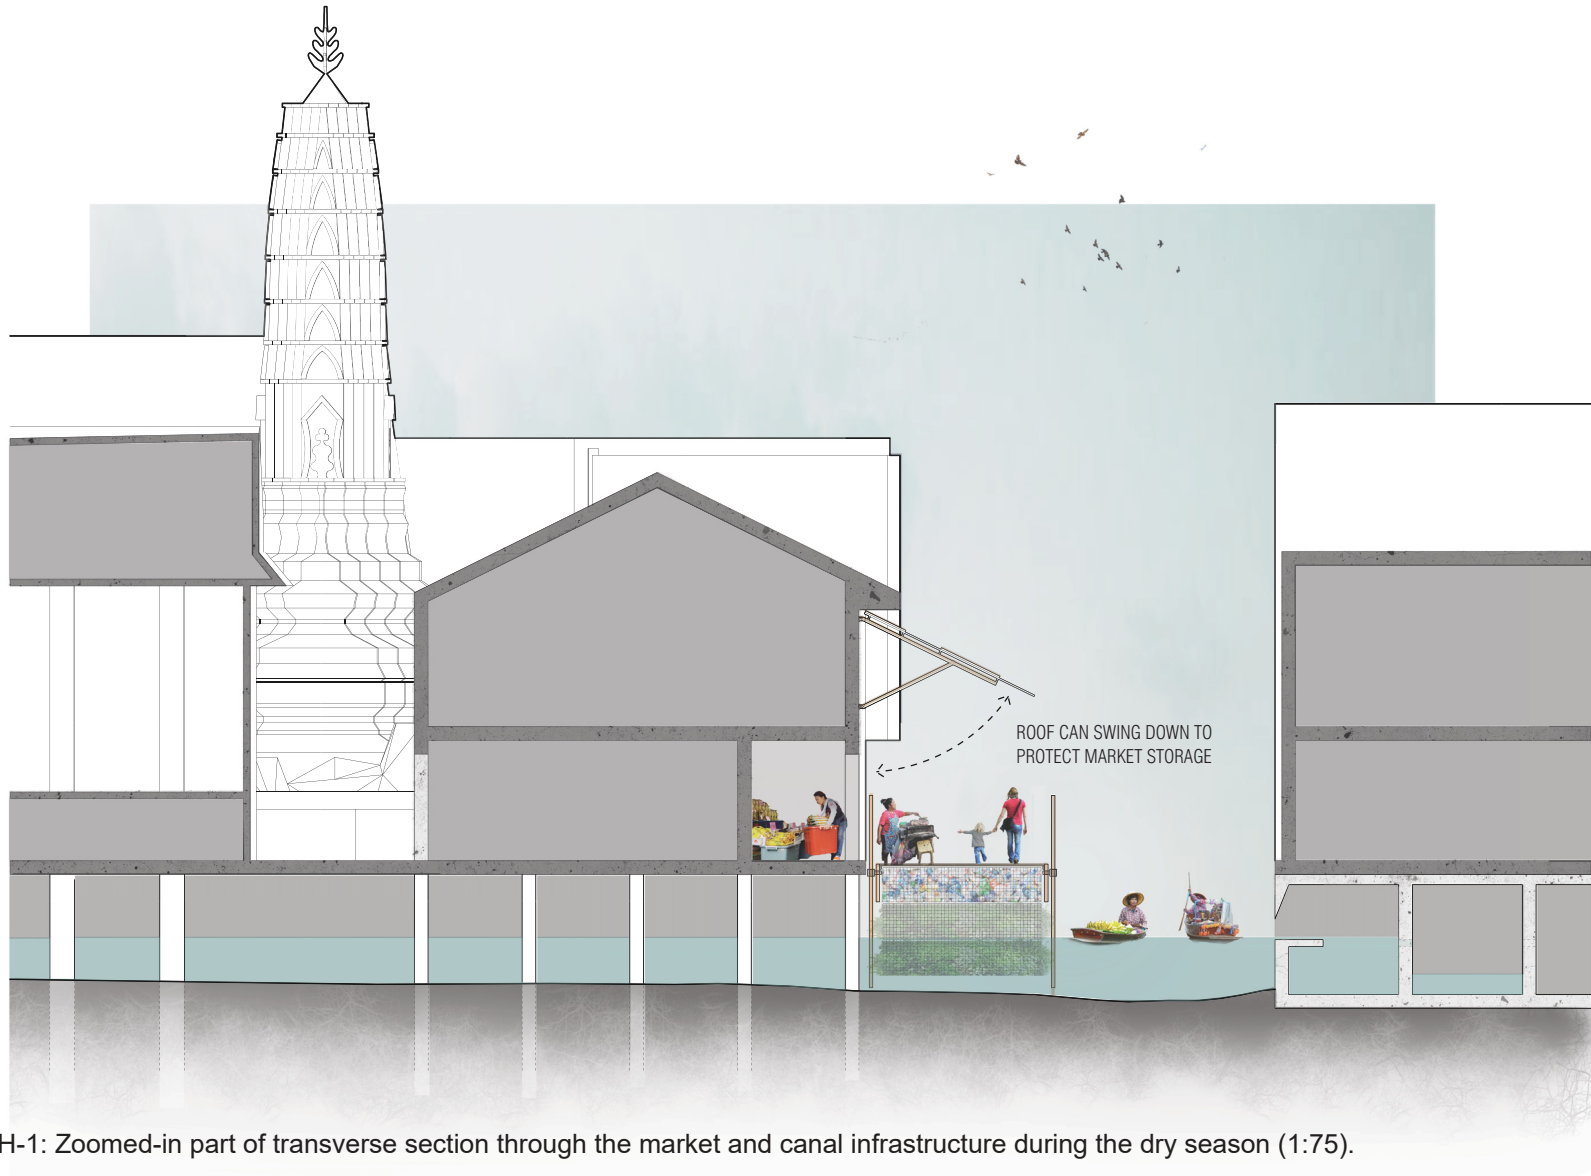 ROOF CAN SWING DOWN TO
PROTECT MARKET STORAGE
H-1: Zoomed-in part of transverse section through the market and canal infrastructure during the dry season (1:75).